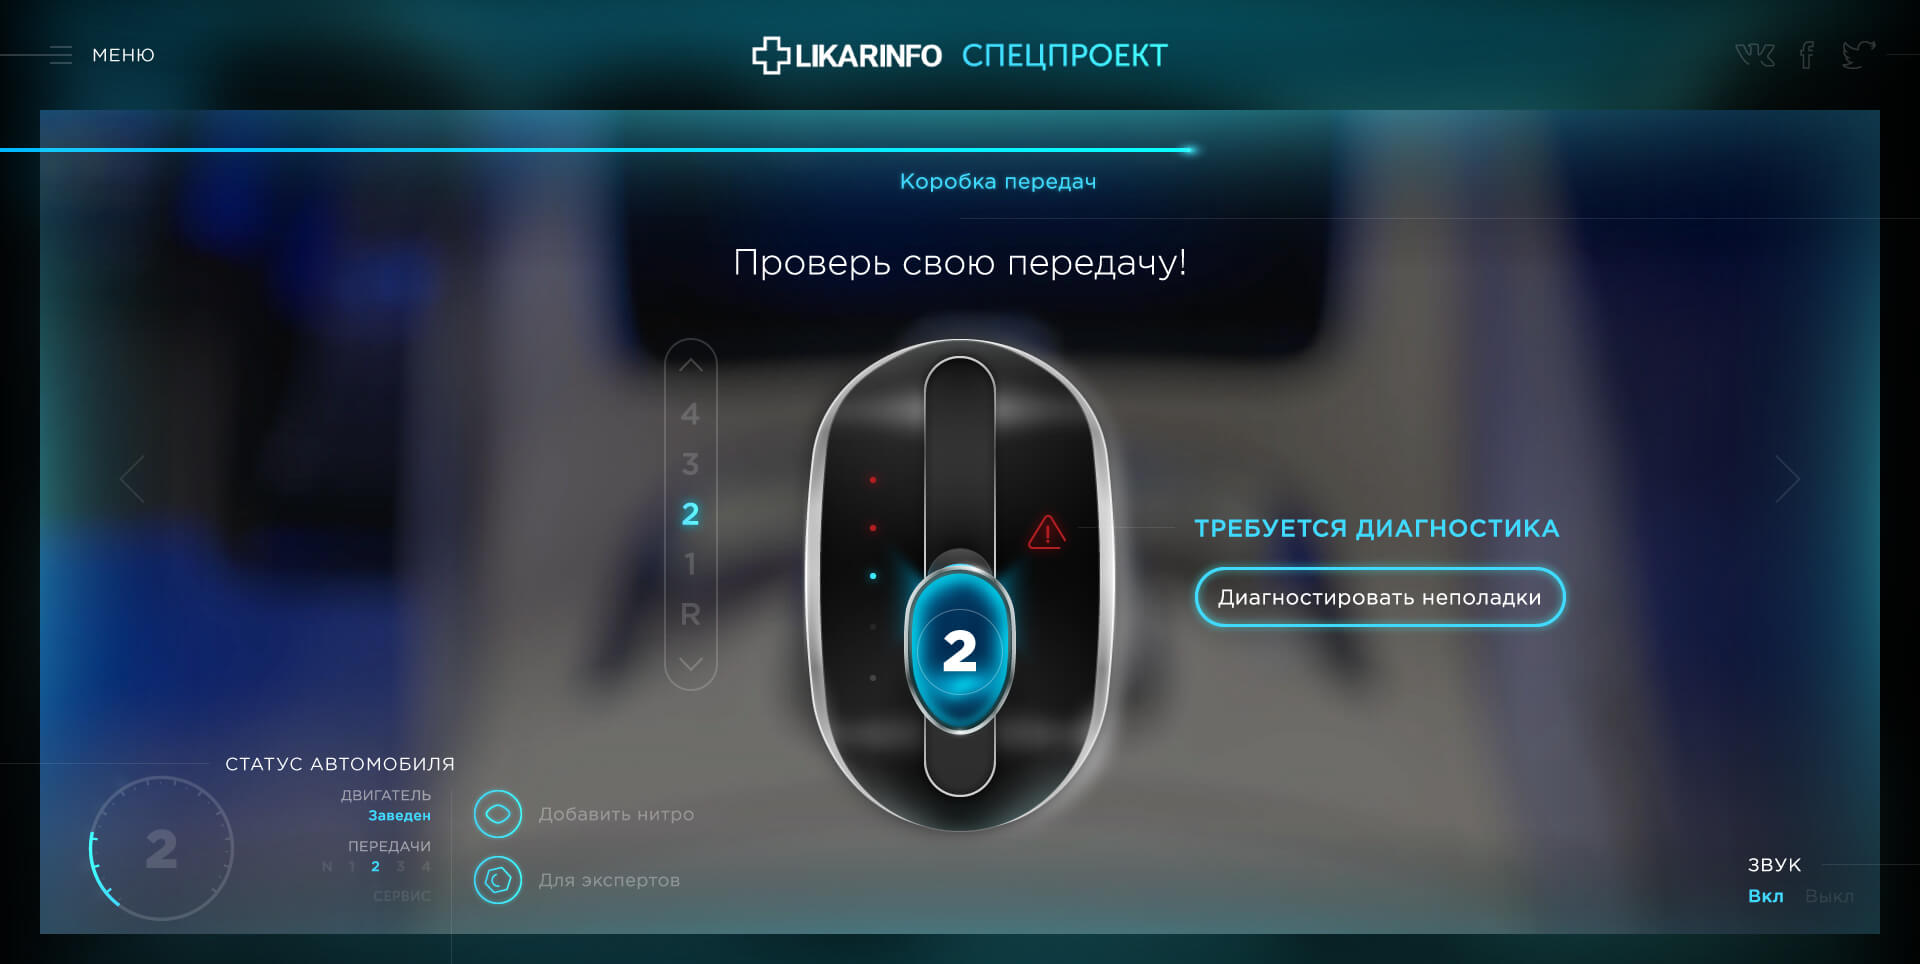 МЕНЮ
LIKARINFO СПЕЦПРОЕКТ
Коробка передач
Проверь свою передачу!
4
3
2
1
R
2
ТРЕБУЕТСЯ ДИАГНОСТИКА
Диагностировать неполадки
СТАТУС АВТОМОБИЛЯ
2
ДВИГАТЕЛЬ
Заведен
ПЕРЕДАЧИ
N 1 2 3 4
СЕРВИС
Добавить нитро
Для экспертов
ЗВУК
Вкл Выкл